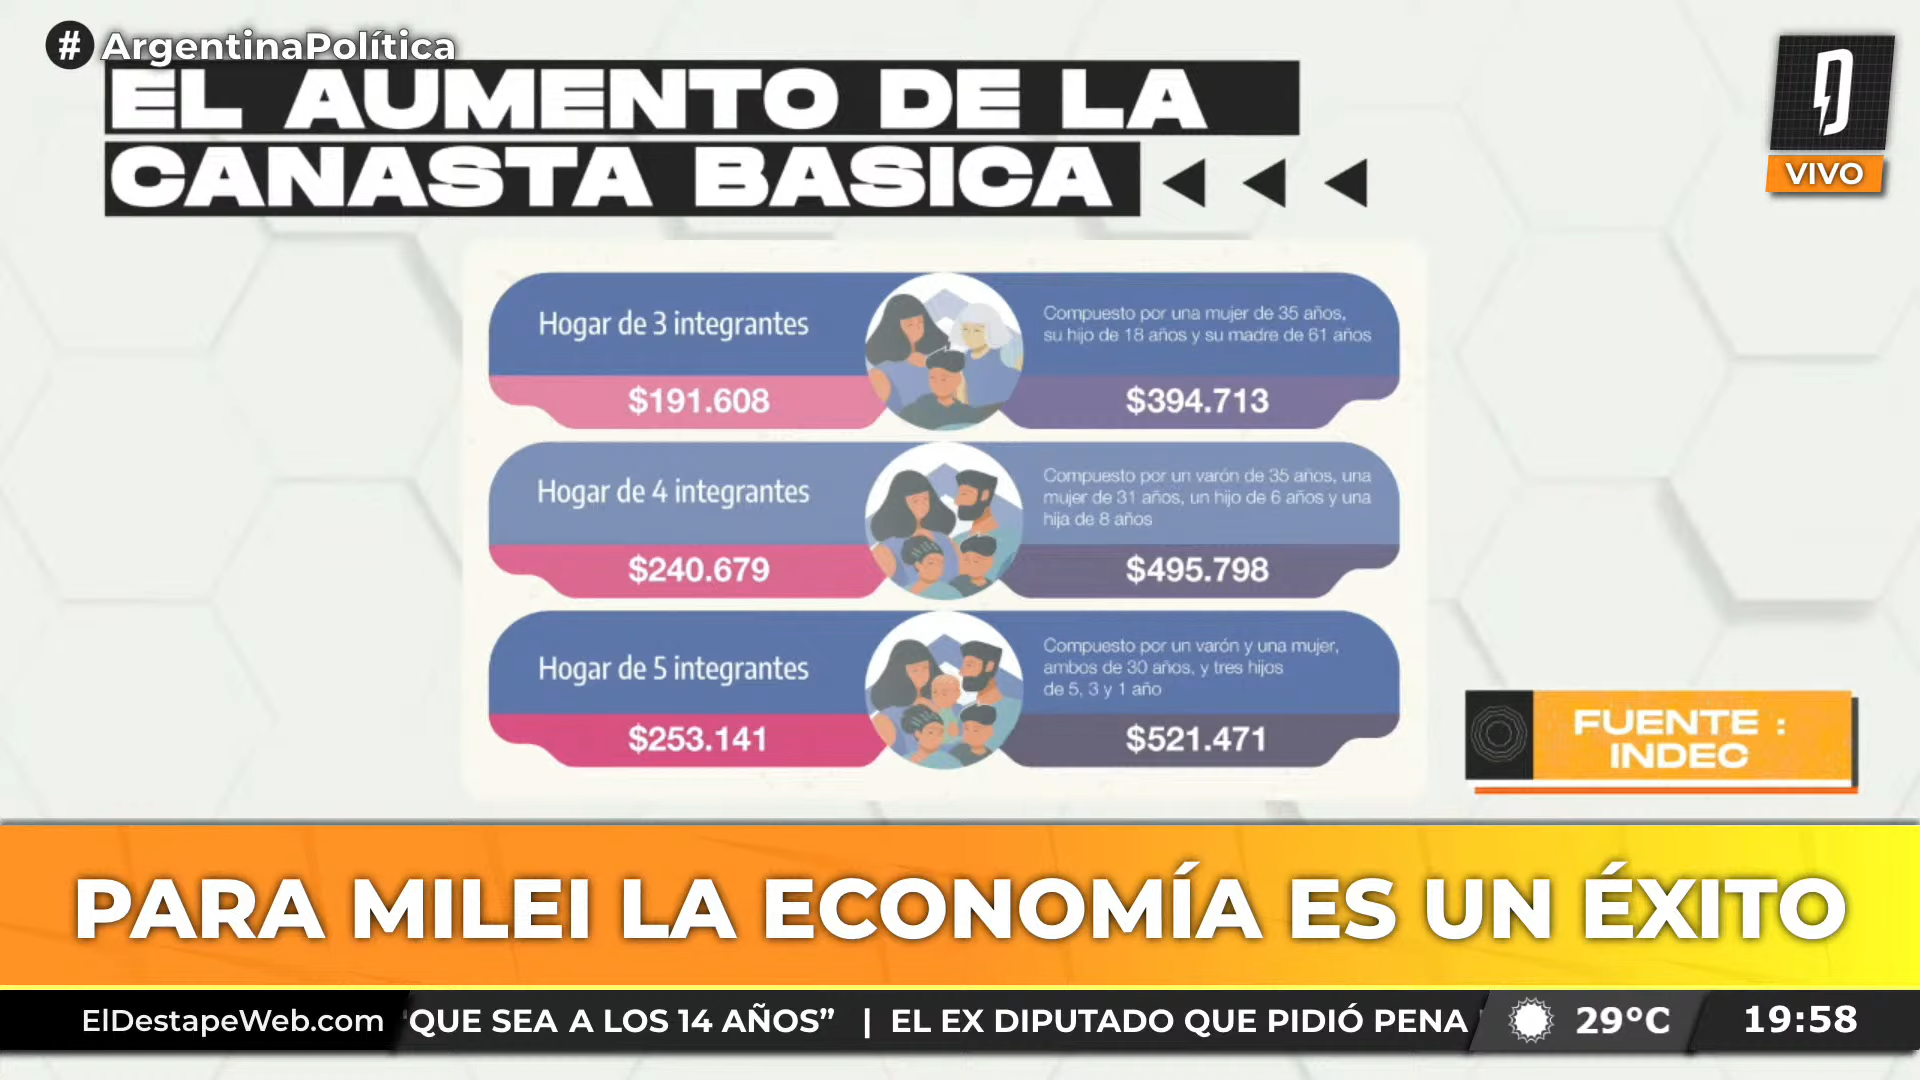 # ArgentinaPolítica
EL AUMENTO DE LA
CANASTA BASICA
VIVO
Hogar de 3 integrantes
Compuesto por una mujer de 35 años,
su hijo de 18 años y su madre de 61 años
$191.608
$394.713
Hogar de 4 integrantes
Compuesto por un varón de 35 años, una
mujer de 31 años, un hijo de 6 años y una
hija de 8 años
$240.679
$495.798
Hogar de 5 integrantes
Compuesto por un varón y una mujer,
ambos de 30 años, y tres hijos
de 5, 3 y 1 año
$253.141
$521.471
FUENTE :
INDEC
PARA MILEI LA ECONOMÍA ES UN ÉXITO
ElDestapeWeb.com "QUE SEA A LOS 14 AÑOS” | EL EX DIPUTADO QUE PIDIÓ PENA 29°C 19:58